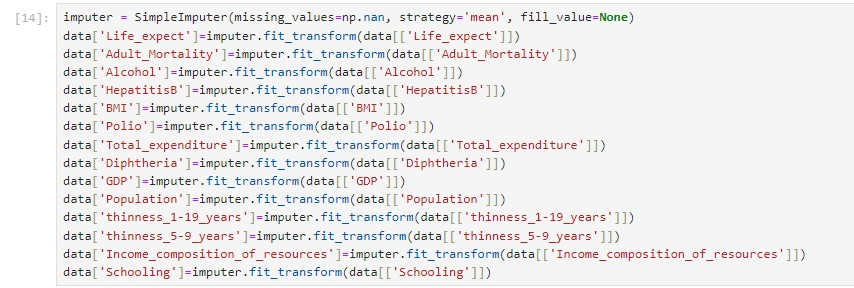 [14]: imputer = SimpleImputer(missing_values=np.nan, strategy='mean', fill_value=None)
data['Life_expect']=imputer.fit_transform(data[['Life_expect']])
data['Adult_Mortality']=imputer.fit_transform(data[['Adult_Mortality']])
data['Alcohol']=imputer.fit_transform(data[['Alcohol']])
data['HepatitisB']=imputer.fit_transform(data[['HepatitisB']])
data['BMI']=imputer.fit_transform(data[['BMI']])
data['Polio']=imputer.fit_transform(data[['Polio']])
data['Total_expenditure']=imputer.fit_transform(data[['Total_expenditure']])
data['Diphtheria']=imputer.fit_transform(data[['Diphtheria']])
data['GDP']=imputer.fit_transform(data[['GDP']])
data['Population']=imputer.fit_transform(data[['Population']])
data['thinness_1-19_years']=imputer.fit_transform(data[['thinness_1-19_years']])
data['thinness_5-9_years']=imputer.fit_transform(data[['thinness_5-9_years']])
data['Income_composition_of_resources']=imputer.fit_transform(data[['Income_composition_of_resources']])
data['Schooling']=imputer.fit_transform(data[['Schooling']])